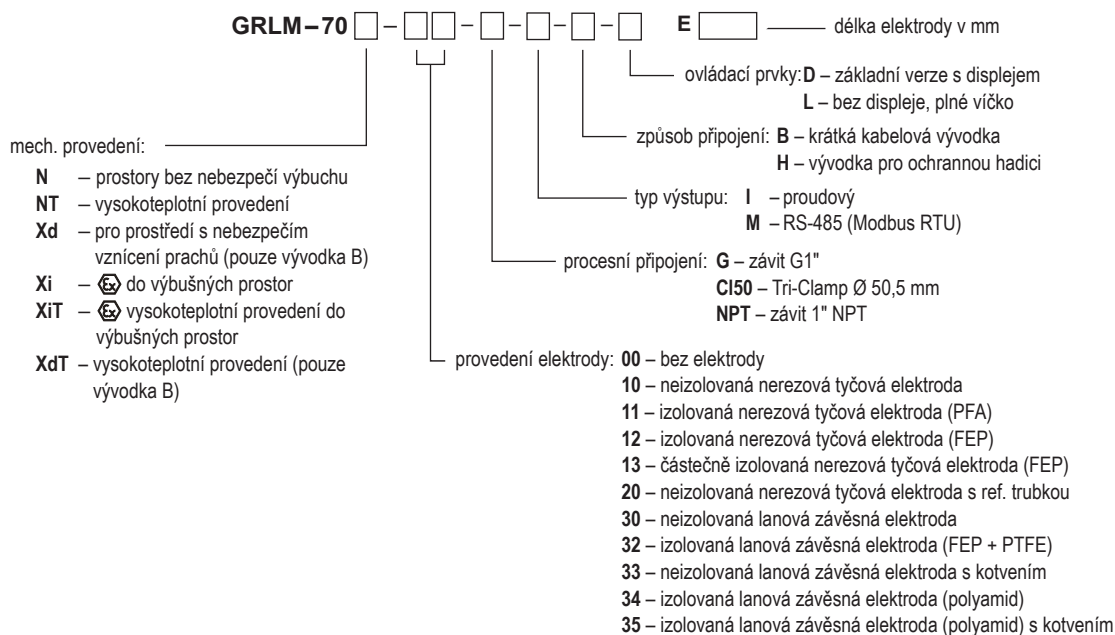 GRLM–70 – – – – – E délka elektrody v mm
ovládací prvky: D – základní verze s displejem
L – bez displeje, plné víčko
způsob připojení: B – krátká kabelová vývodka
H – vývodka pro ochrannou hadici
typ výstupu: I – proudový
M – RS-485 (Modbus RTU)
procesní připojení: G – závit G1"
Cl50 – Tri-Clamp Ø 50,5 mm
NPT – závit 1" NPT
mech. provedení:
N – prostory bez nebezpečí výbuchu
NT – vysokoteplotní provedení
Xd – pro prostředí s nebezpečím
vznícení prachů (pouze vývodka B)
Xi – Ex do výbušných prostor
XiT – Ex vysokoteplotní provedení do
výbušných prostor
XdT – vysokoteplotní provedení (pouze
vývodka B)
provedení elektrody: 00 – bez elektrody
10 – neizolovaná nerezová tyčová elektroda
11 – izolovaná nerezová tyčová elektroda (PFA)
12 – izolovaná nerezová tyčová elektroda (FEP)
13 – částečně izolovaná nerezová tyčová elektroda (FEP)
20 – neizolovaná nerezová tyčová elektroda s ref. trubkou
30 – neizolovaná lanová závěsná elektroda
32 – izolovaná lanová závěsná elektroda (FEP + PTFE)
33 – neizolovaná lanová závěsná elektroda s kotvením
34 – izolovaná lanová závěsná elektroda (polyamid)
35 – izolovaná lanová závěsná elektroda (polyamid) s kotvením